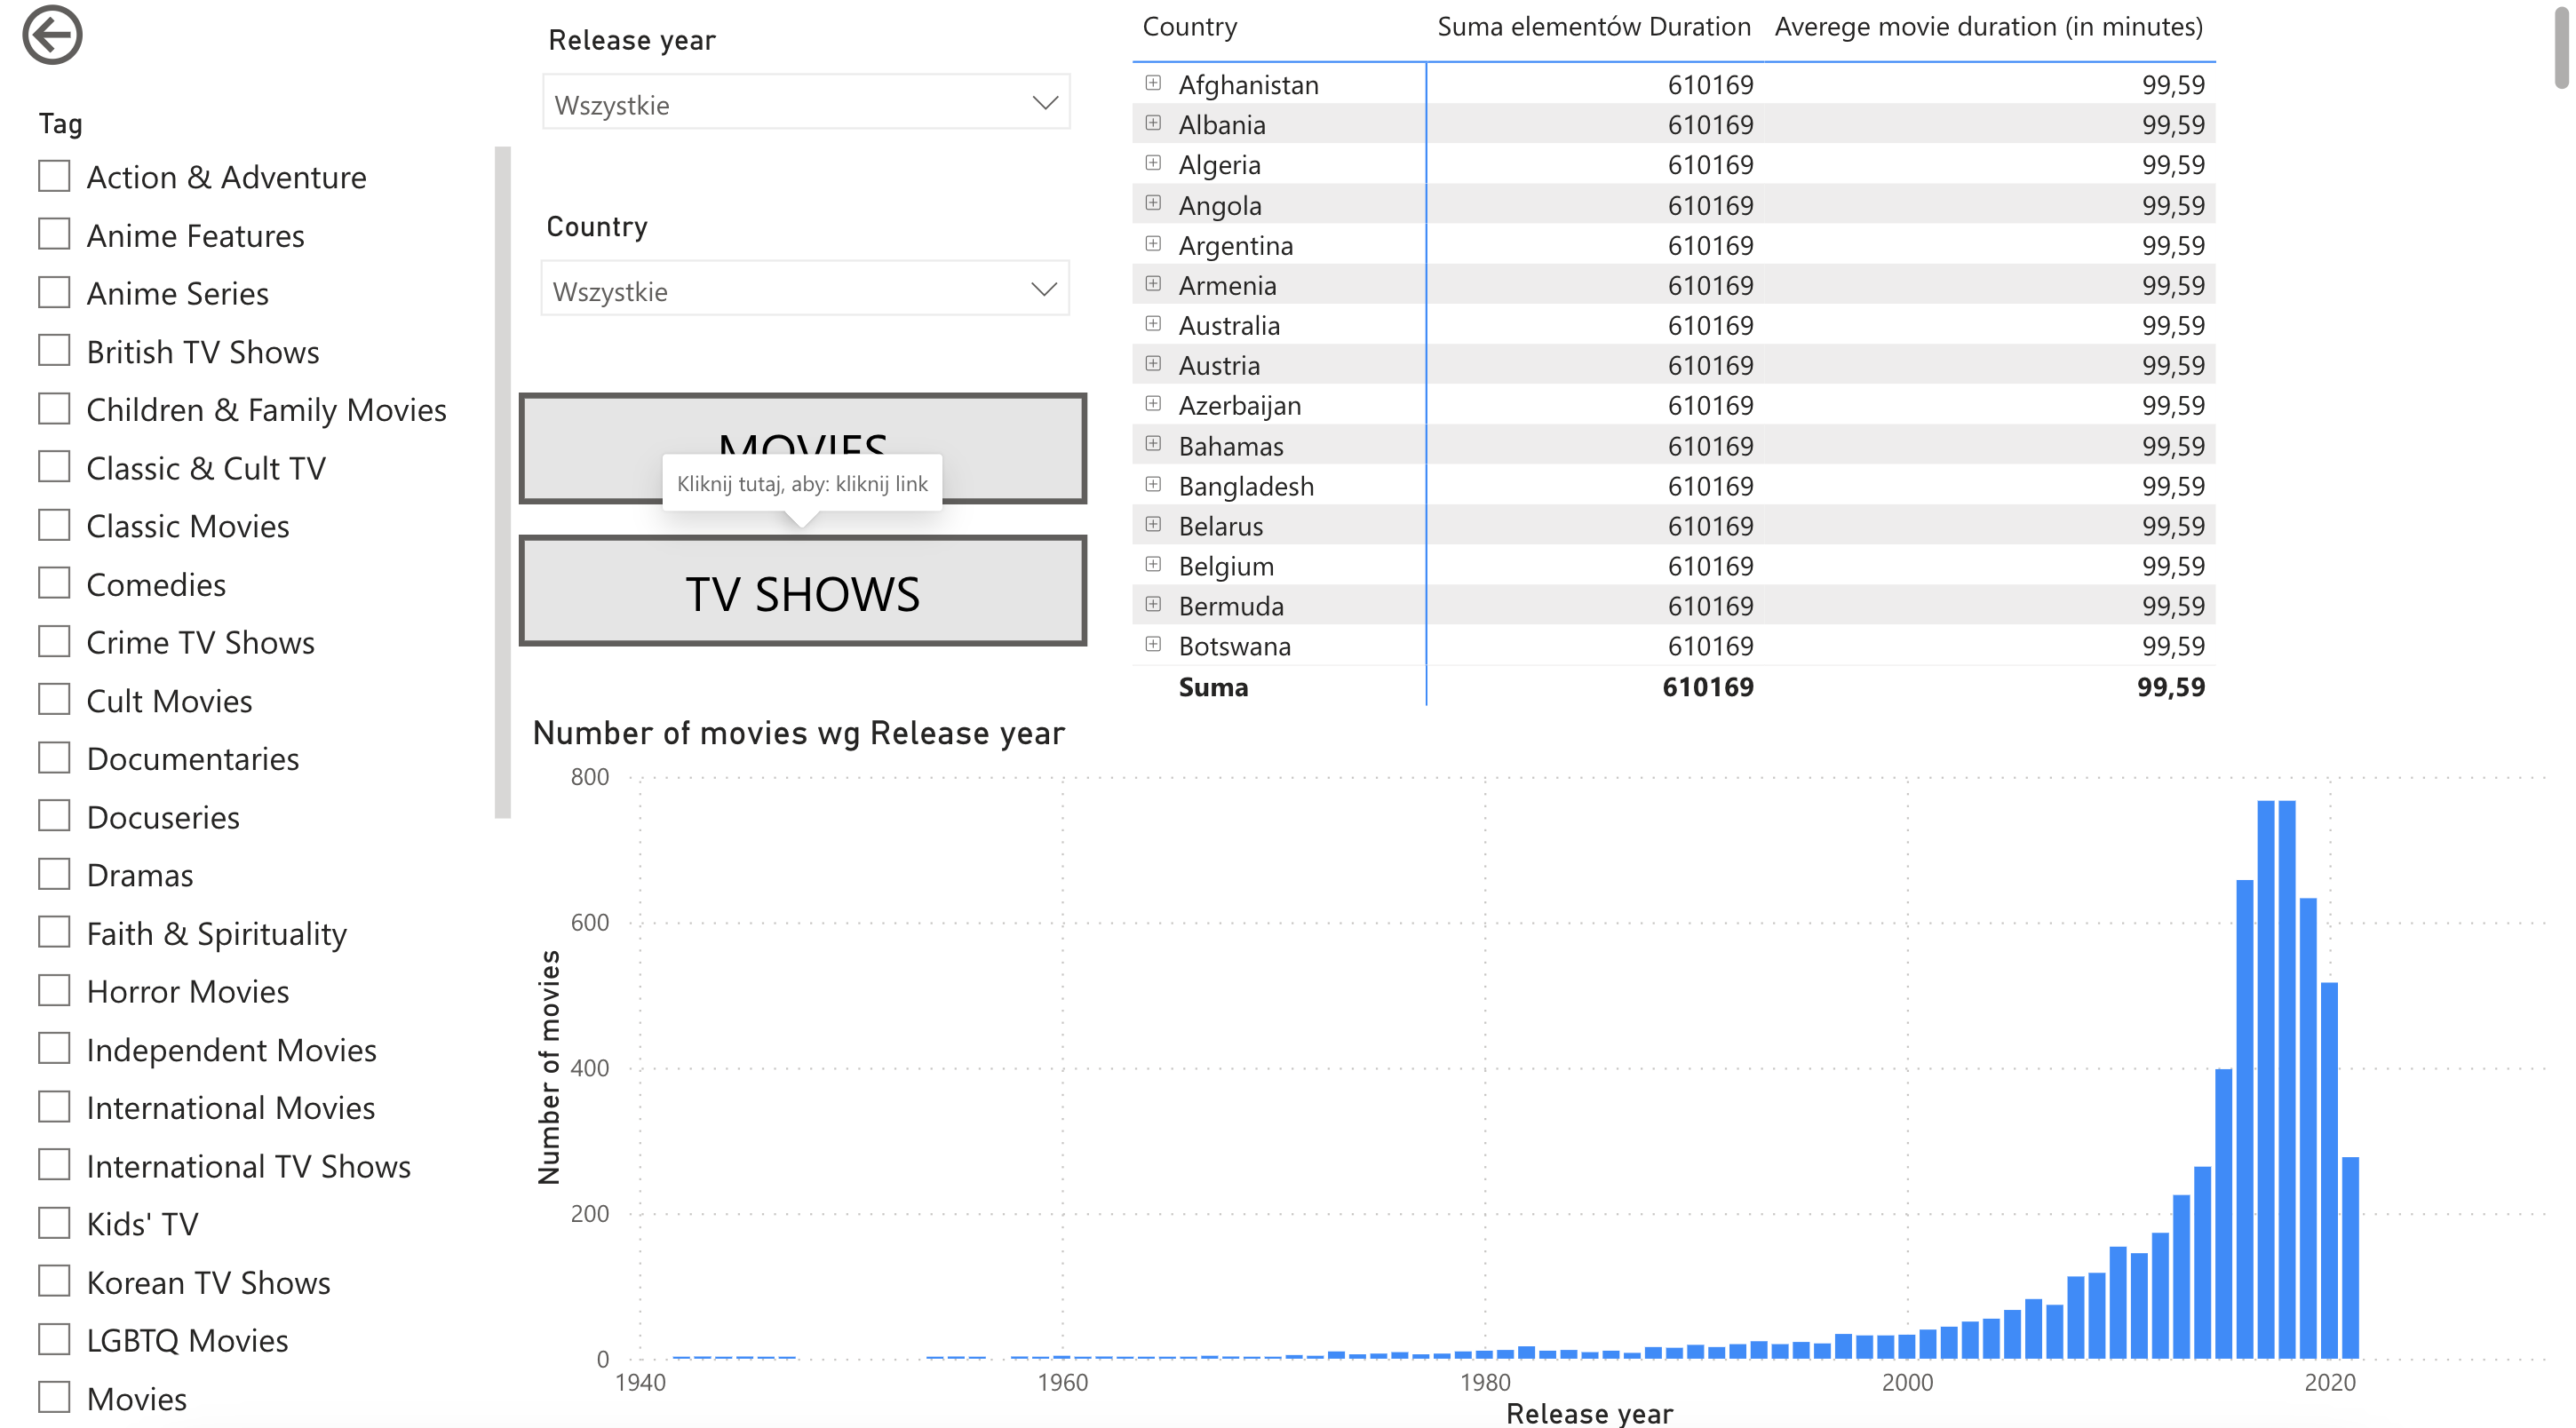 Tag
Action & Adventure
Anime Features
Anime Series
British TV Shows
Children & Family Movies
Classic & Cult TV
Classic Movies
Comedies
Crime TV Shows
Cult Movies
Documentaries
Docuseries
Dramas
Faith & Spirituality
Horror Movies
Independent Movies
International Movies
International TV Shows
Kids' TV
Korean TV Shows
LGBTQ Movies
Movies
Release year
Wszystkie
Country
Wszystkie
MOVIES
Kliknij tutaj, aby: kliknij link
TV SHOWS
Country Suma elementów Duration Averege movie duration (in minutes)
Afghanistan 610169 99,59
Albania 610169 99,59
Algeria 610169 99,59
Angola 610169 99,59
Argentina 610169 99,59
Armenia 610169 99,59
Australia 610169 99,59
Austria 610169 99,59
Azerbaijan 610169 99,59
Bahamas 610169 99,59
Bangladesh 610169 99,59
Belarus 610169 99,59
Belgium 610169 99,59
Bermuda 610169 99,59
Botswana 610169 99,59
Suma 610169 99,59
Number of movies wg Release year
Number of movies
800
600
400
200
0
1940 1960 1980 2000 2020
Release year